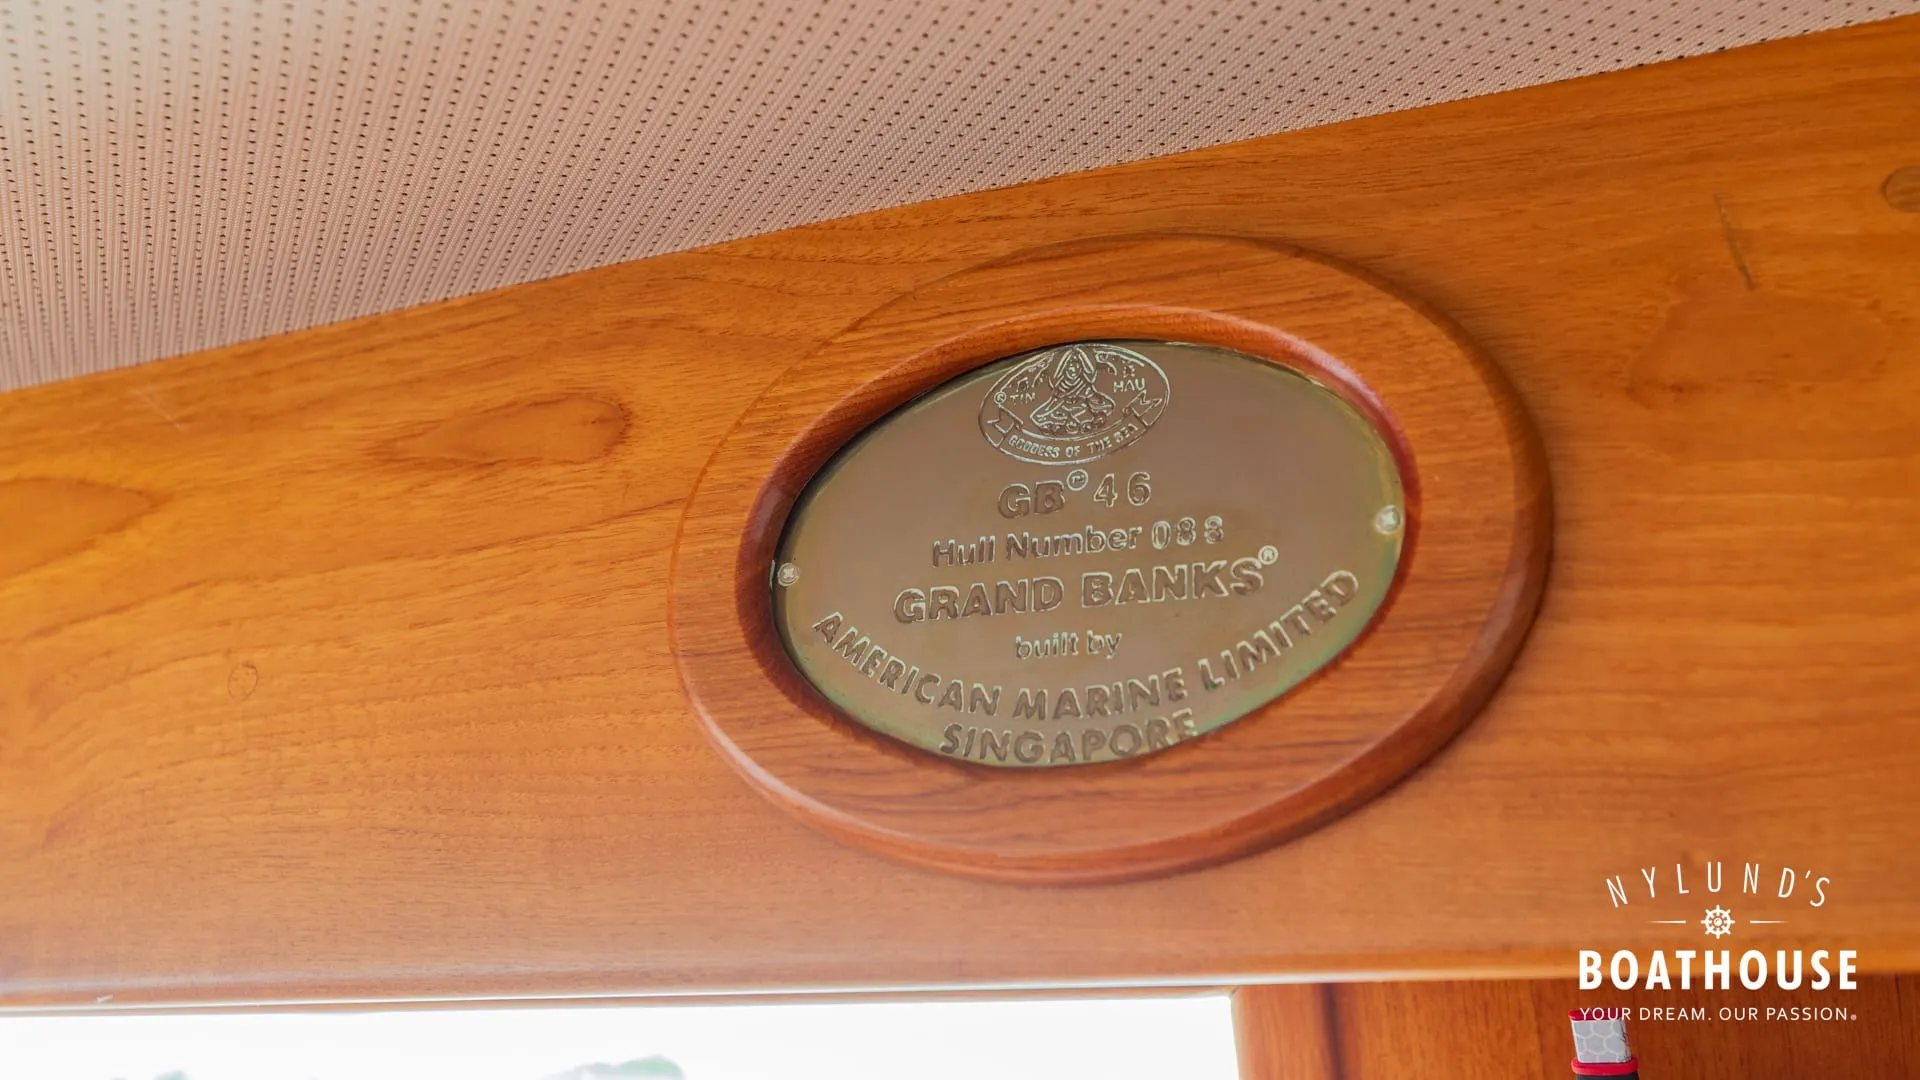 ® TIN HAU
GODDESS OF THE SEA
GB® 46
Hull Number 088
GRAND BANKS®
built by
AMERICAN MARINE LIMITED
SINGAPORE
NYLUND'S
BOATHOUSE
YOUR DREAM. OUR PASSION.®